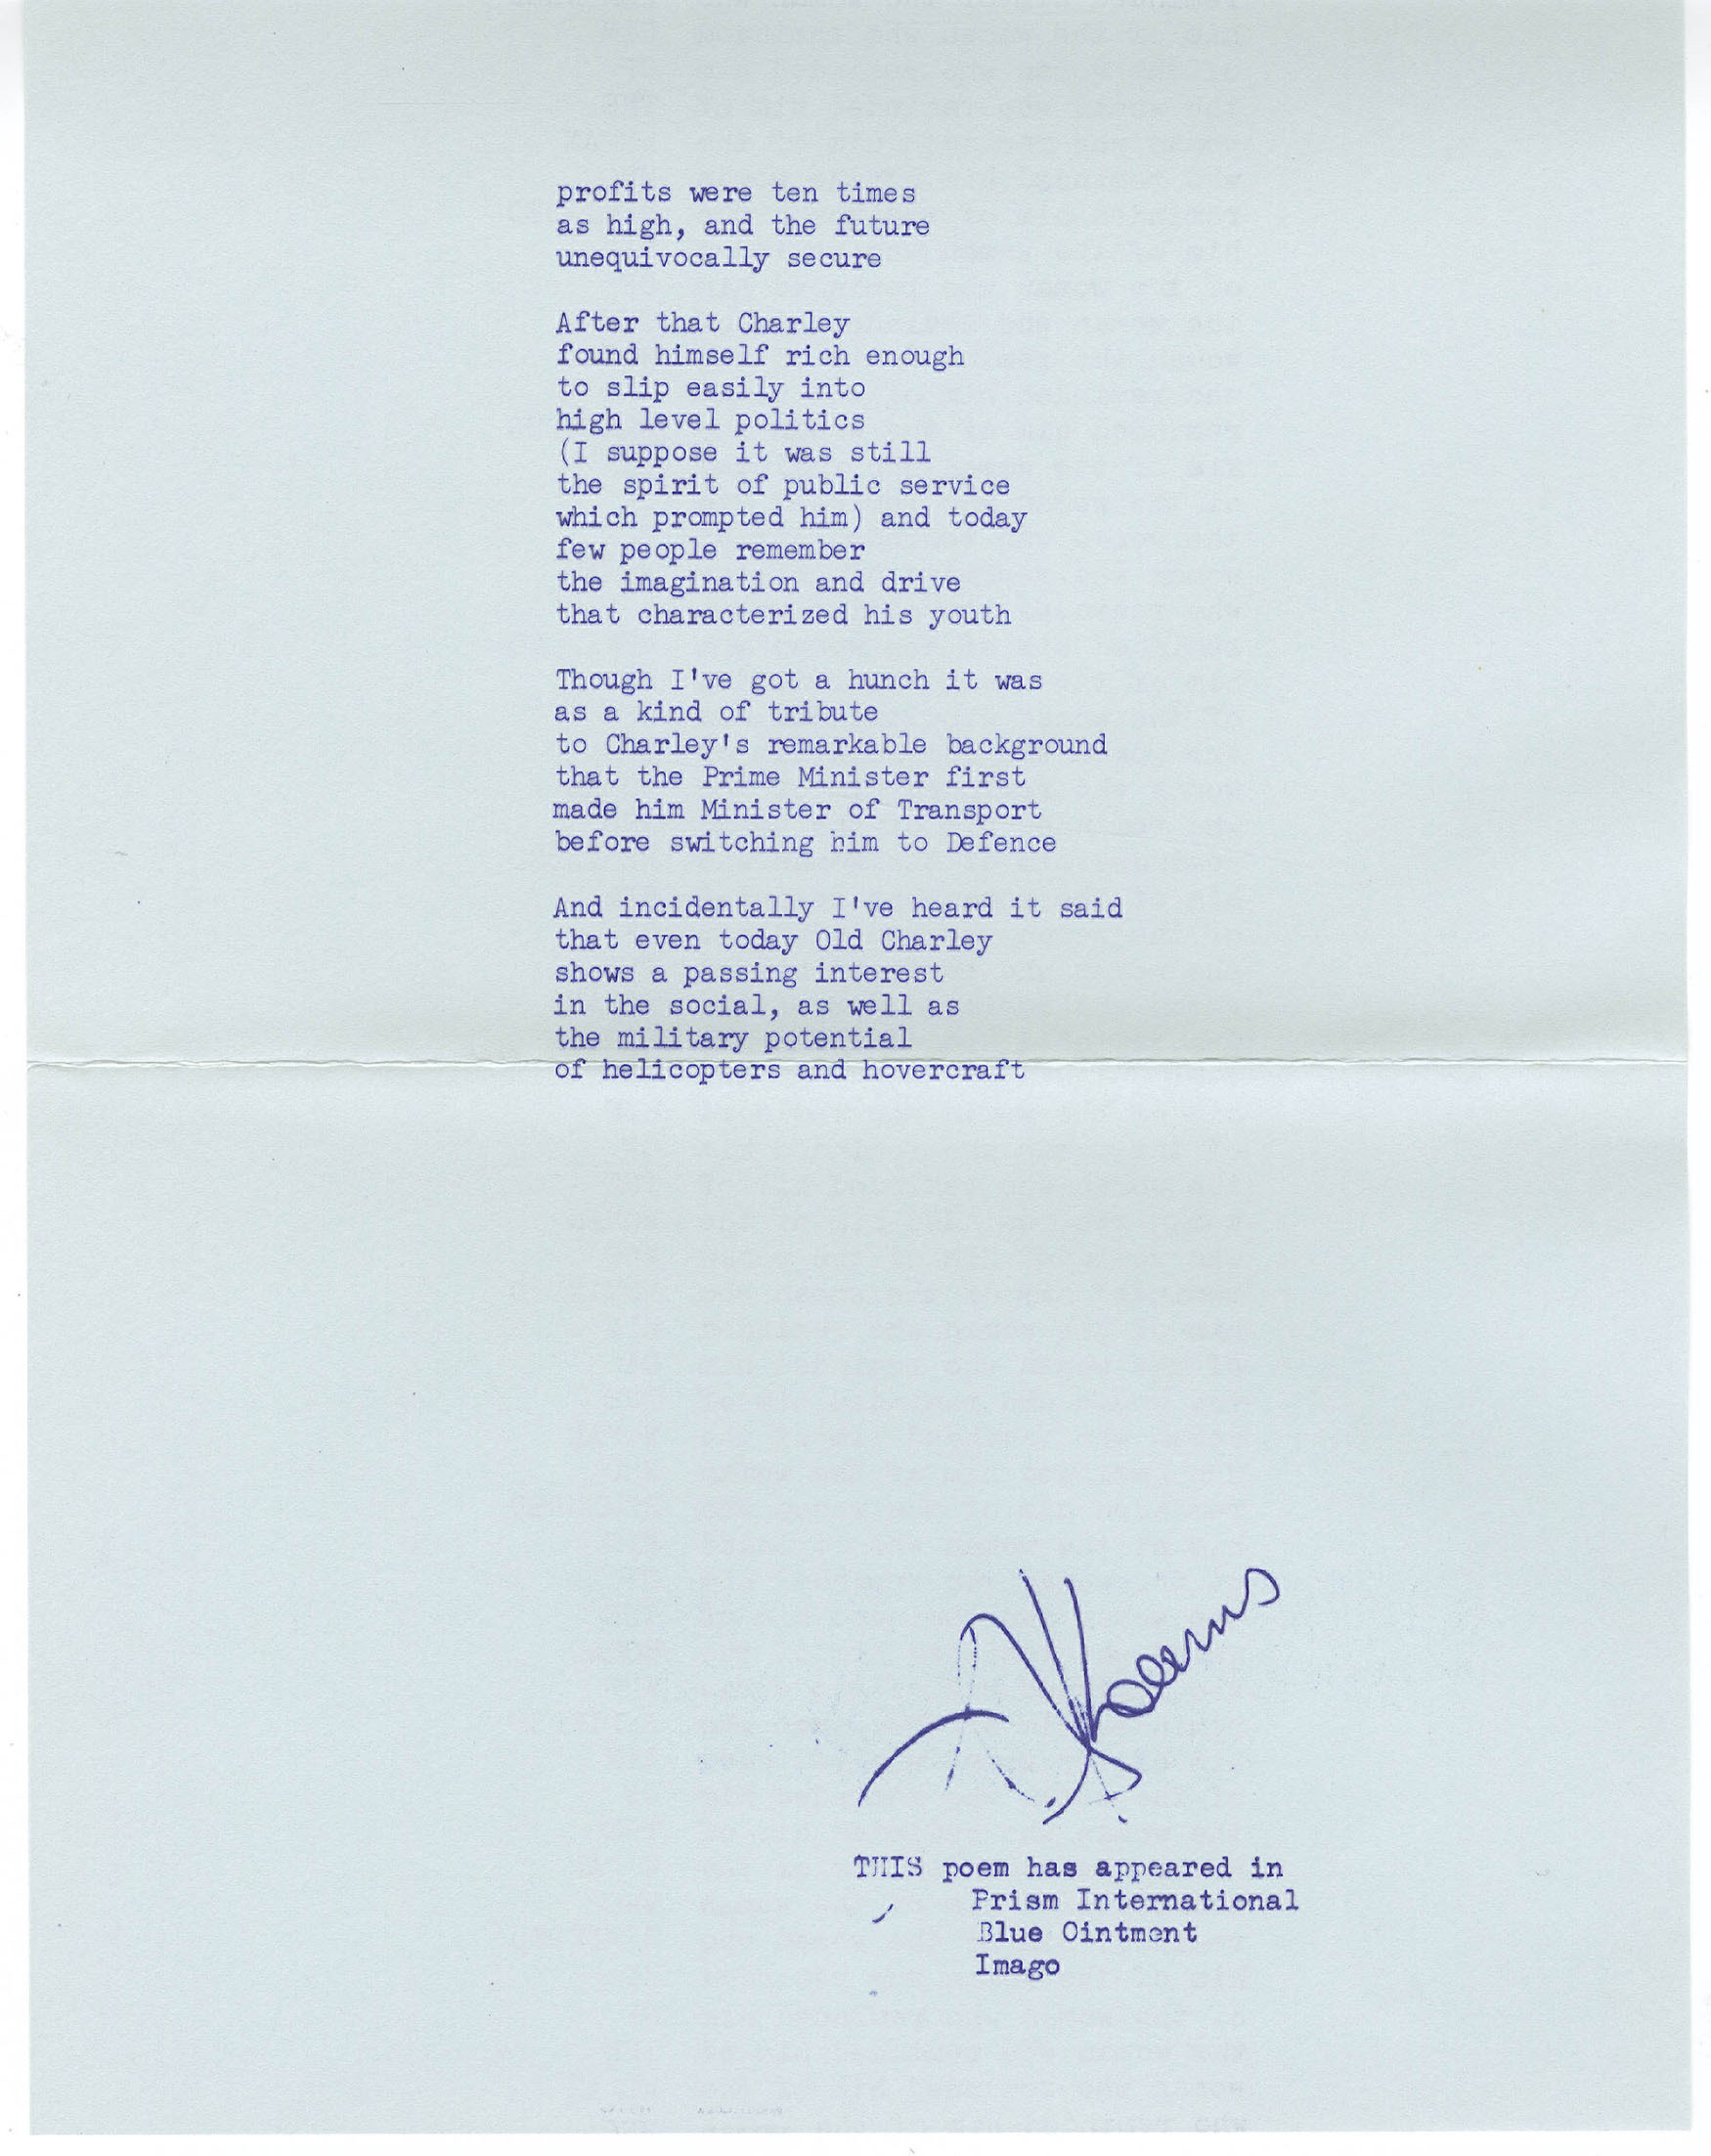 profits were ten times
as high, and the future
unequivocally secure
After that Charley
found himself rich enough
to slip easily into
high level politics
(I suppose it was still
the spirit of public service
which prompted him) and today
few people remember
the imagination and drive
that characterized his youth
Though I've got a hunch it was
as a kind of tribute
to Charley's remarkable background
that the Prime Minister first
made him Minister of Transport
before switching him to Defence
And incidentally I've heard it said
that even today Old Charley
shows a passing interest
in the social, as well as
the military potential
of helicopters and hovercraft
THIS poem has appeared in
Prism International
Blue Ointment
Imago